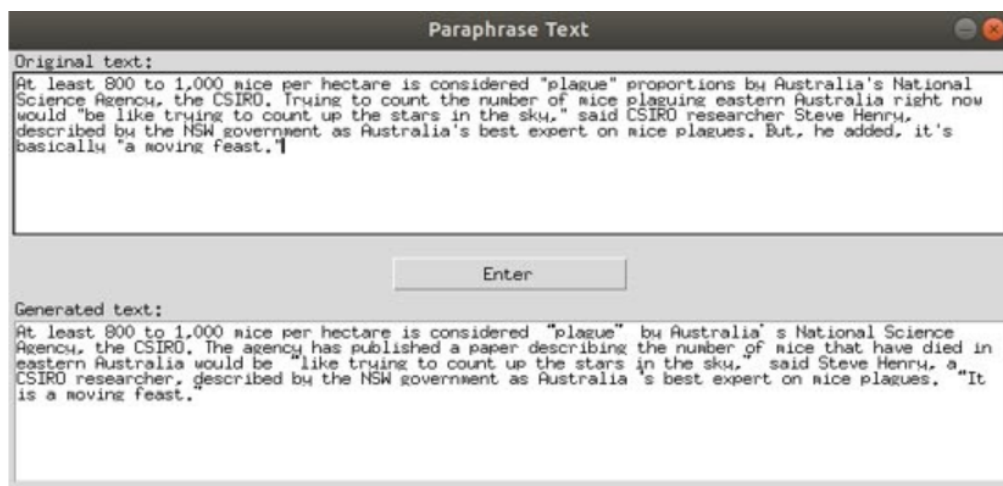 Paraphrase Text
Original text:
At least 800 to 1,000 mice per hectare is considered "plague" proportions by Australia's National
Science Agency, the CSIRO. Trying to count the number of mice plaguing eastern Australia right now
would "be like trying to count up the stars in the sky," said CSIRO researcher Steve Henry,
described by the NSW government as Australia's best expert on mice plagues. But, he added, it's
basically "a moving feast."
Enter
Generated text:
At least 800 to 1,000 mice per hectare is considered “plague” by Australia’ s National Science
Agency, the CSIRO. The agency has published a paper describing the number of mice that have died in
eastern Australia would be “like trying to count up the stars in the sky,” said Steve Henry, a
CSIRO researcher, described by the NSW government as Australia ’s best expert on mice plagues. “It
is a moving feast.”